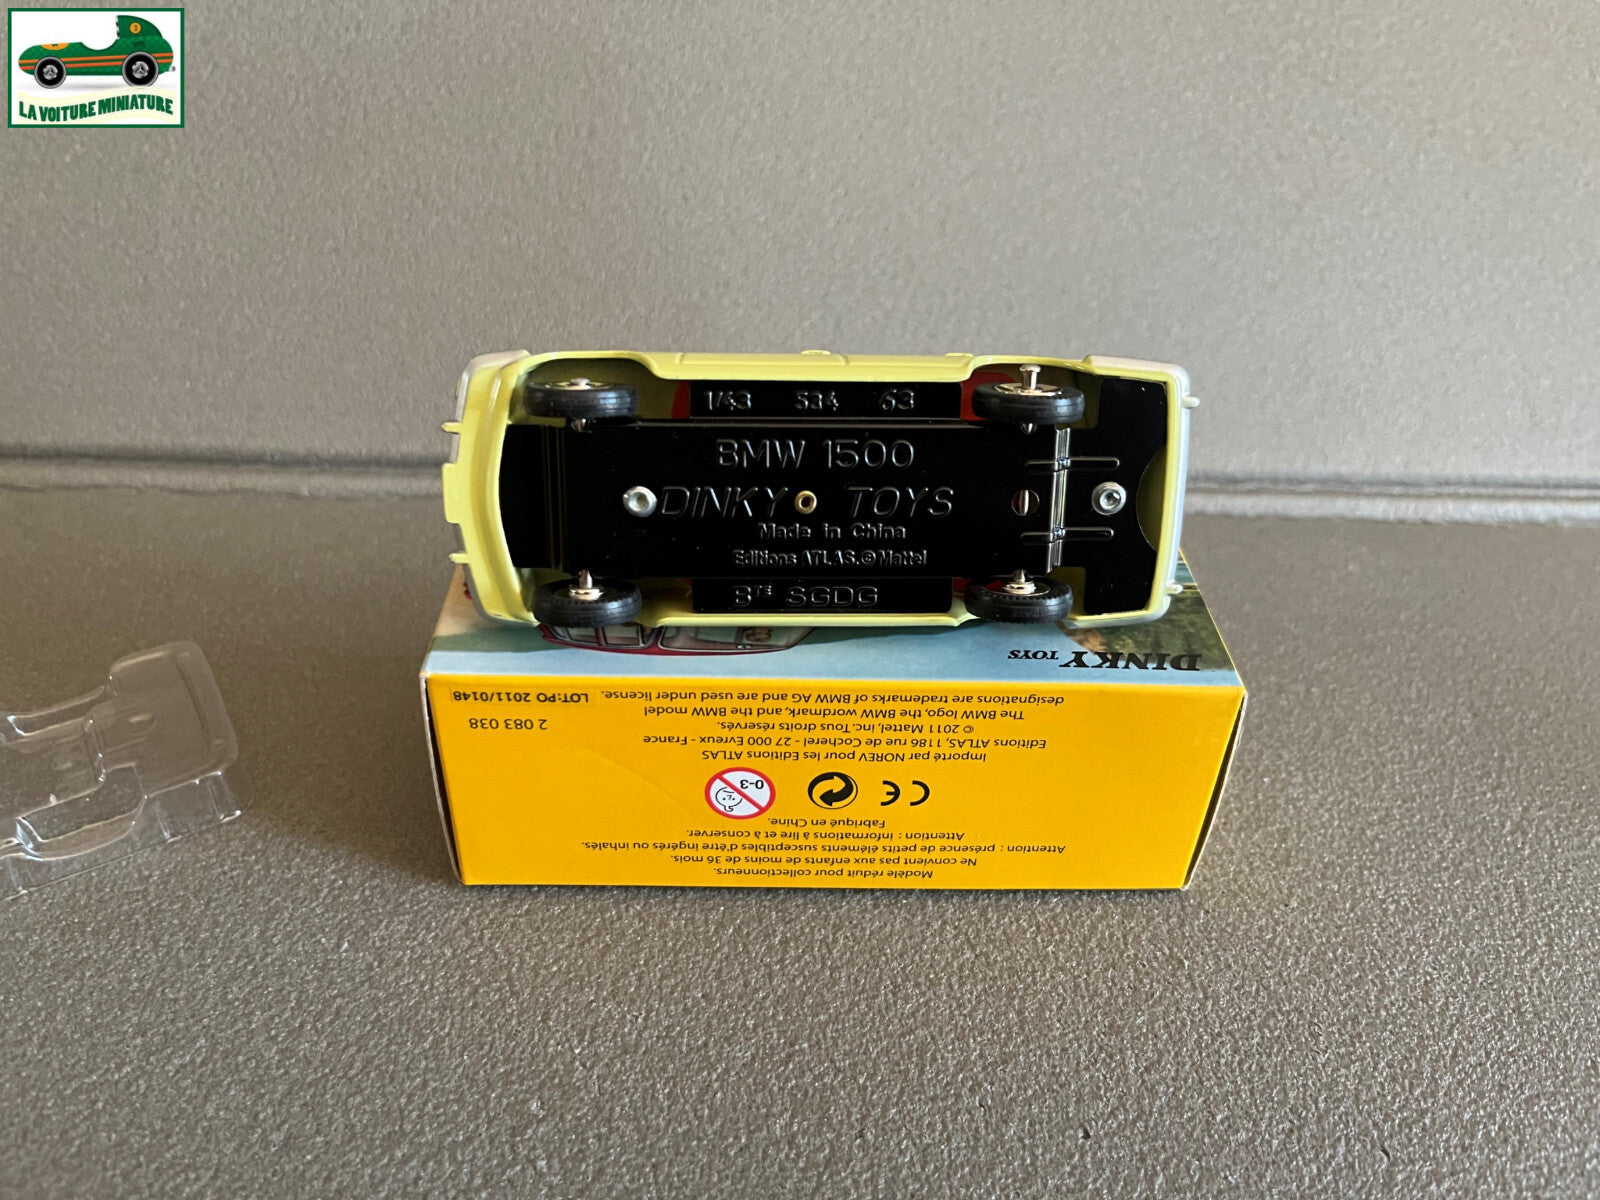 LA VOITURE MINIATURE
1/43 534 63
BMW 1500
DINKY TOYS
Made in China
Editions ATLAS.© Mattel
BTE SGDG
DINKY TOYS
Modèle réduit pour collectionneurs.
Ne convient pas aux enfants de moins de 36 mois.
Attention : présence de petits éléments susceptibles d'être ingérés ou inhalés.
Attention : informations à lire et à conserver.
Fabriqué en Chine.
CE
0-3
Importé par NOREV pour les Editions ATLAS
Editions ATLAS, 1186 rue de Cocherel - 27 000 Evreux - France
© 2011 Mattel, Inc. Tous droits réservés.
The BMW logo, the BMW wordmark, and the BMW model
designations are trademarks of BMW AG and are used under license.
2 083 038
LOT:PO 2011/0148